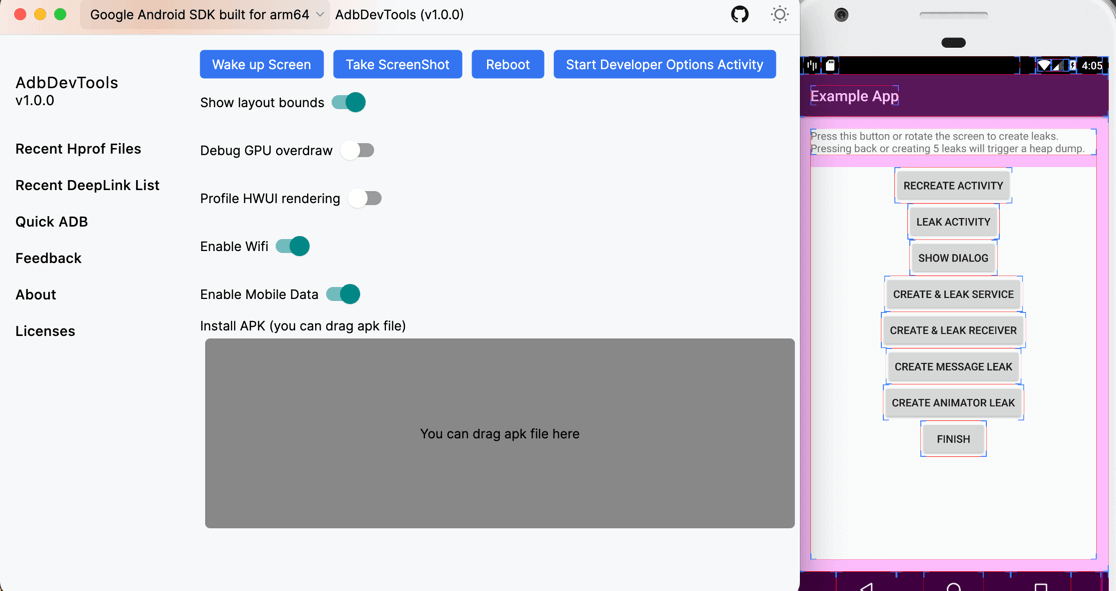 Google Android SDK built for arm64
AdbDevTools (v1.0.0)
AdbDevTools
v1.0.0
Recent Hprof Files
Recent DeepLink List
Quick ADB
Feedback
About
Licenses
Wake up Screen
Take ScreenShot
Reboot
Start Developer Options Activity
Show layout bounds
Debug GPU overdraw
Profile HWUI rendering
Enable Wifi
Enable Mobile Data
Install APK (you can drag apk file)
You can drag apk file here
4:05
Example App
Press this button or rotate the screen to create leaks.
Pressing back or creating 5 leaks will trigger a heap dump.
RECREATE ACTIVITY
LEAK ACTIVITY
SHOW DIALOG
CREATE & LEAK SERVICE
CREATE & LEAK RECEIVER
CREATE MESSAGE LEAK
CREATE ANIMATOR LEAK
FINISH